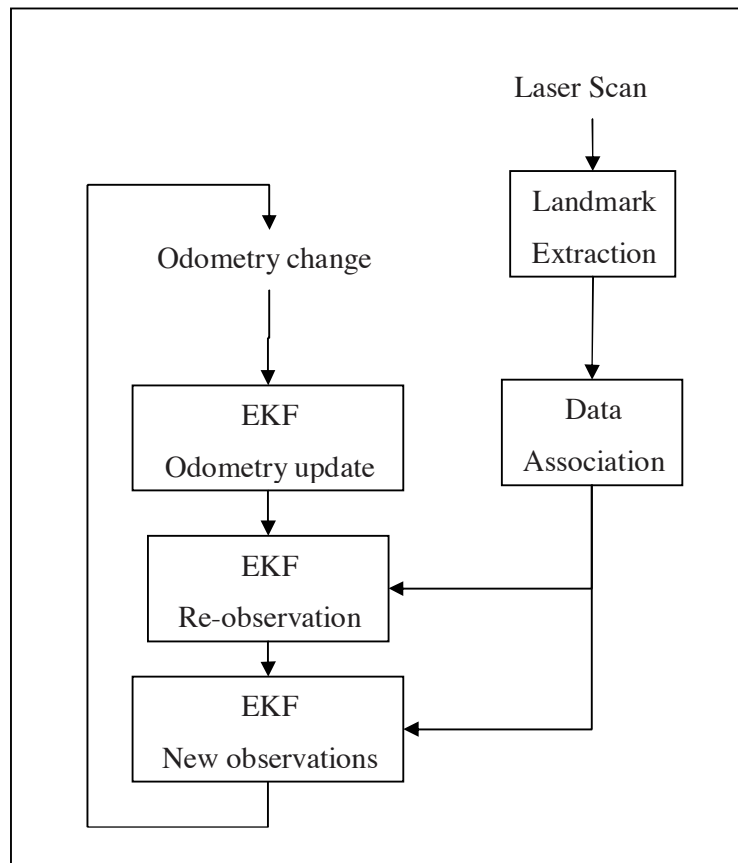 Laser Scan
Landmark
Extraction
Odometry change
EKF
Odometry update
Data
Association
EKF
Re-observation
EKF
New observations